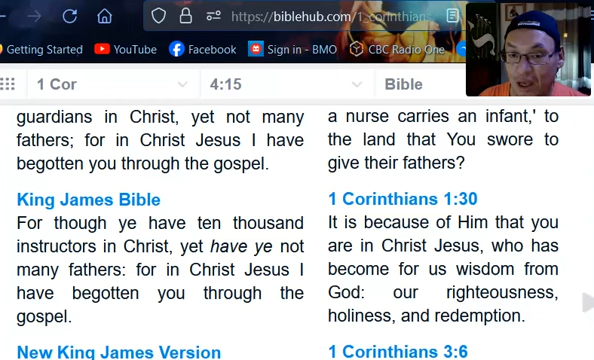 https://biblehub.com/1_corinthian
Getting Started YouTube Facebook Sign in - BMO CBC Radio One
1 Cor 4:15 Bible
guardians in Christ, yet not many
fathers; for in Christ Jesus I have
begotten you through the gospel.
King James Bible
For though ye have ten thousand
instructors in Christ, yet have ye not
many fathers: for in Christ Jesus I
have begotten you through the
gospel.
New King James Version
a nurse carries an infant,' to
the land that You swore to
give their fathers?
1 Corinthians 1:30
It is because of Him that you
are in Christ Jesus, who has
become for us wisdom from
God: our righteousness,
holiness, and redemption.
1 Corinthians 3:6